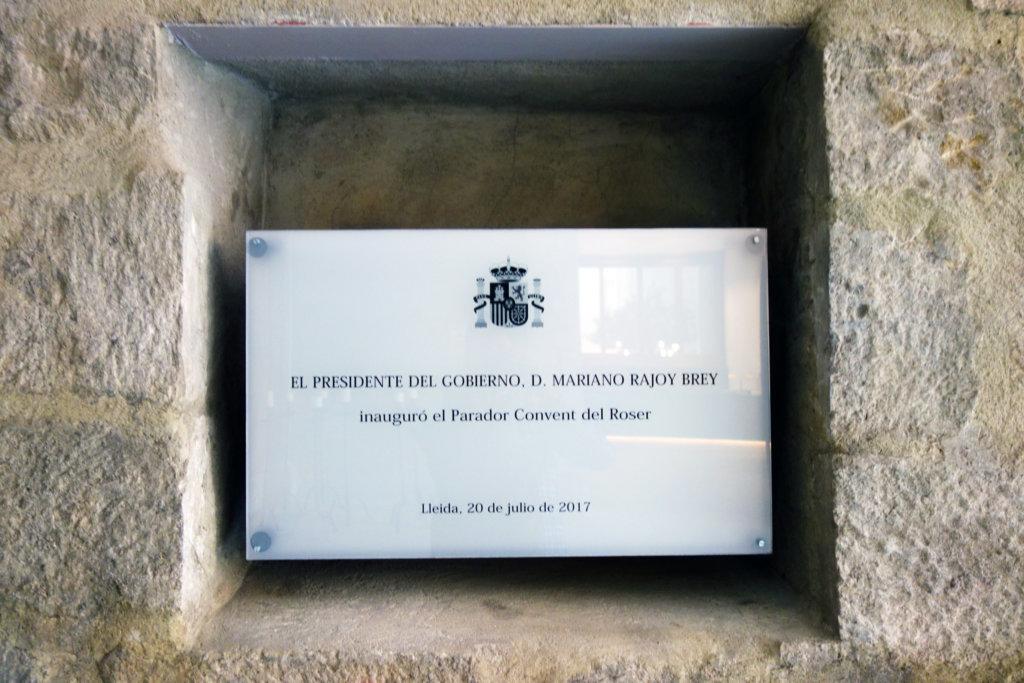 EL PRESIDENTE DEL GOBIERNO, D. MARIANO RAJOY BREY
inauguró el Parador Convent del Roser
Lleida, 20 de julio de 2017